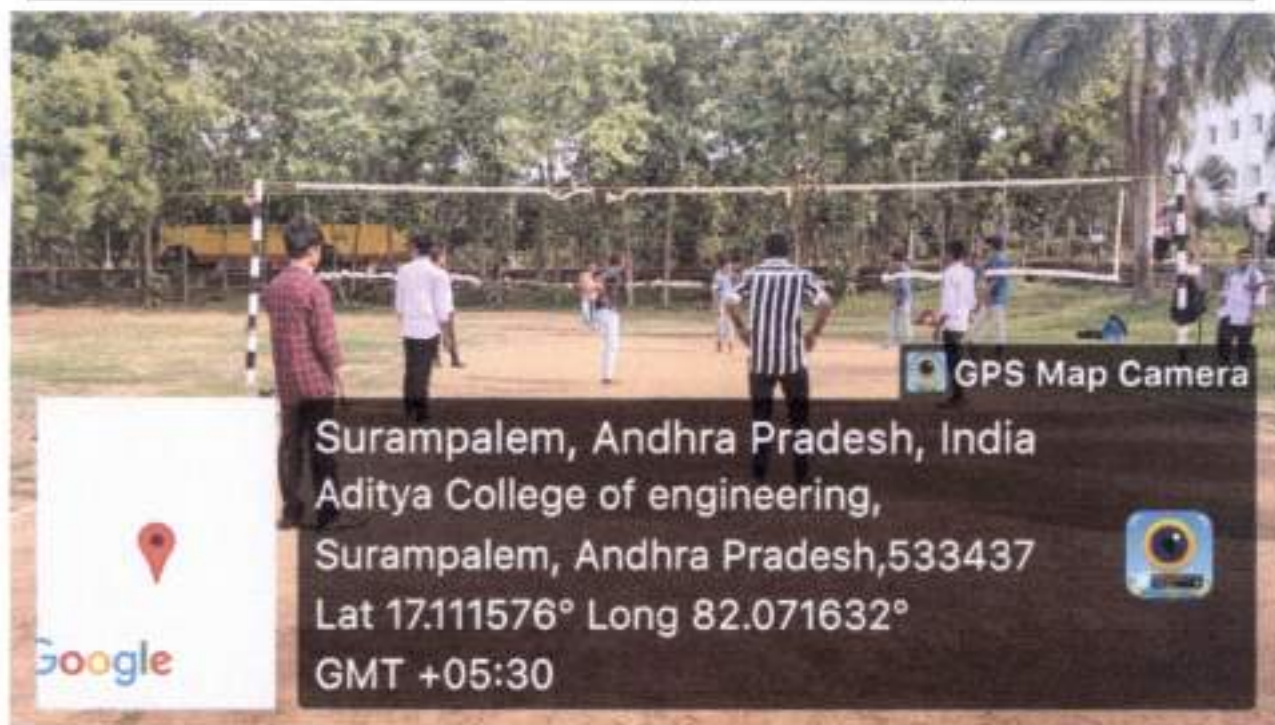 GPS Map Camera
Surampalem, Andhra Pradesh, India
Aditya College of engineering,
Surampalem, Andhra Pradesh,533437
Lat 17.111576° Long 82.071632°
GMT +05:30
Google